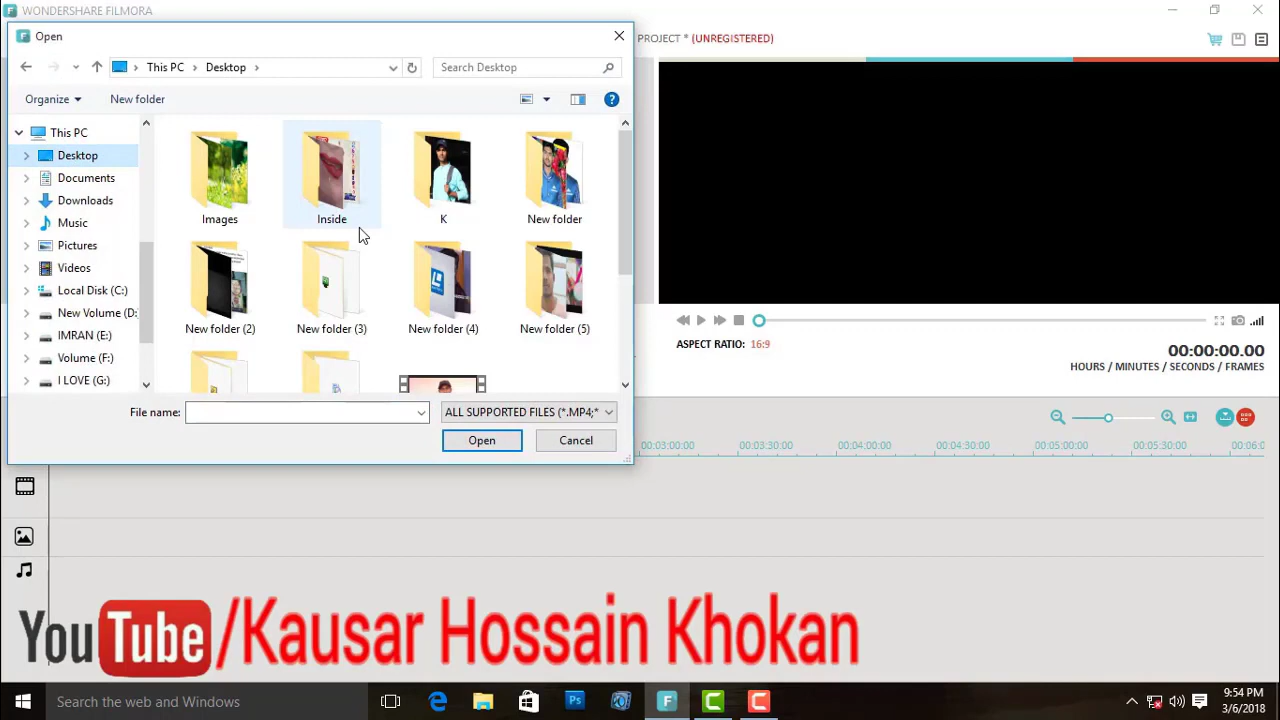 WONDERSHARE FILMORA
Open
PROJECT * (UNREGISTERED)
This PC
Desktop
Search Desktop
Organize
New folder
This PC
Desktop
Documents
Downloads
Music
Pictures
Videos
Local Disk (C:)
New Volume (D:
IMRAN (E:)
Volume (F:)
I LOVE (G:)
Images
Inside
K
New folder
New folder (2)
New folder (3)
New folder (4)
New folder (5)
File name:
ALL SUPPORTED FILES (*.MP4;*
Open
Cancel
ASPECT RATIO: 16:9
00:00:00.00
HOURS / MINUTES / SECONDS / FRAMES
00:03:00:00 00:03:30:00 00:04:00:00 00:04:30:00 00:05:00:00 00:05:30:00 00:06:0
YouTube/Kausar Hossain Khokan
Search the web and Windows
Ps
9:54 PM
3/6/2018